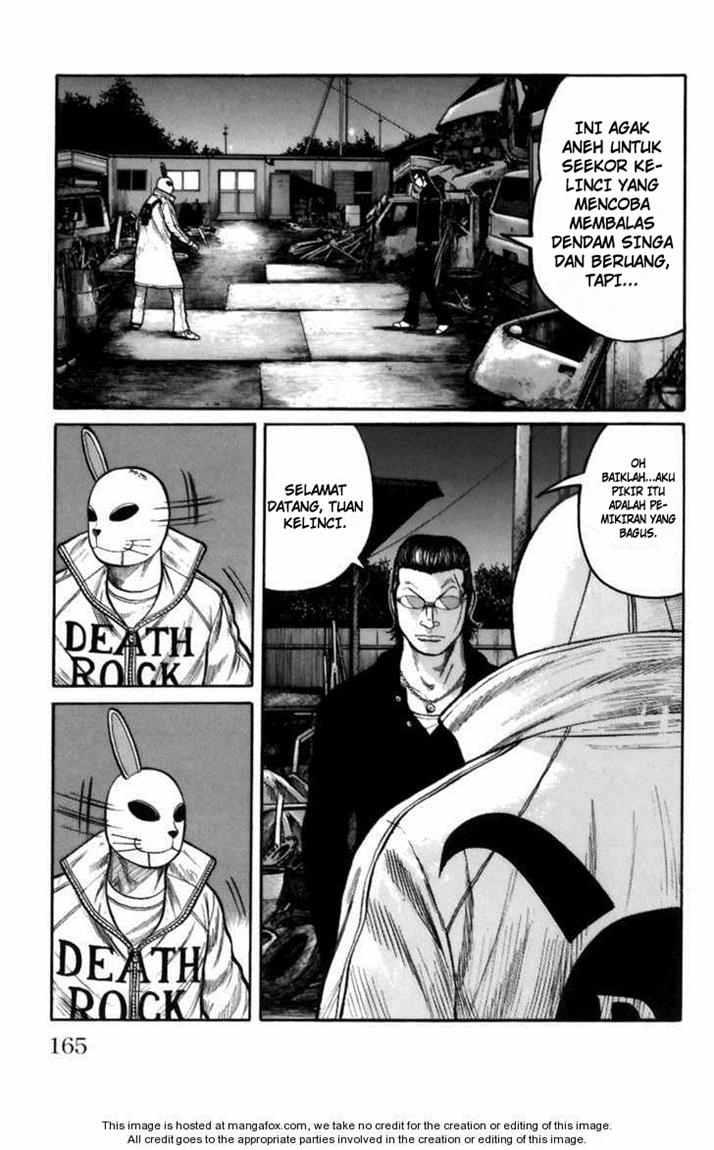 INI AGAK
ANEH UNTUK
SEEKOR KE-
LINCI YANG
MENCOBA
MEMBALAS
DENDAM SINGA
DAN BERUANG,
TAPI...
OH
BAIKLAH...AKU
PIKIR ITU
ADALAH PE-
MIKIRAN YANG
BAGUS.
SELAMAT
DATANG, TUAN
KELINCI.
DEATH
ROCK
DEATH
ROCK
165
This image is hosted at mangafox.com, we take no credit for the creation or editing of this image.
All credit goes to the appropriate parties involved in the creation or editing of this image.